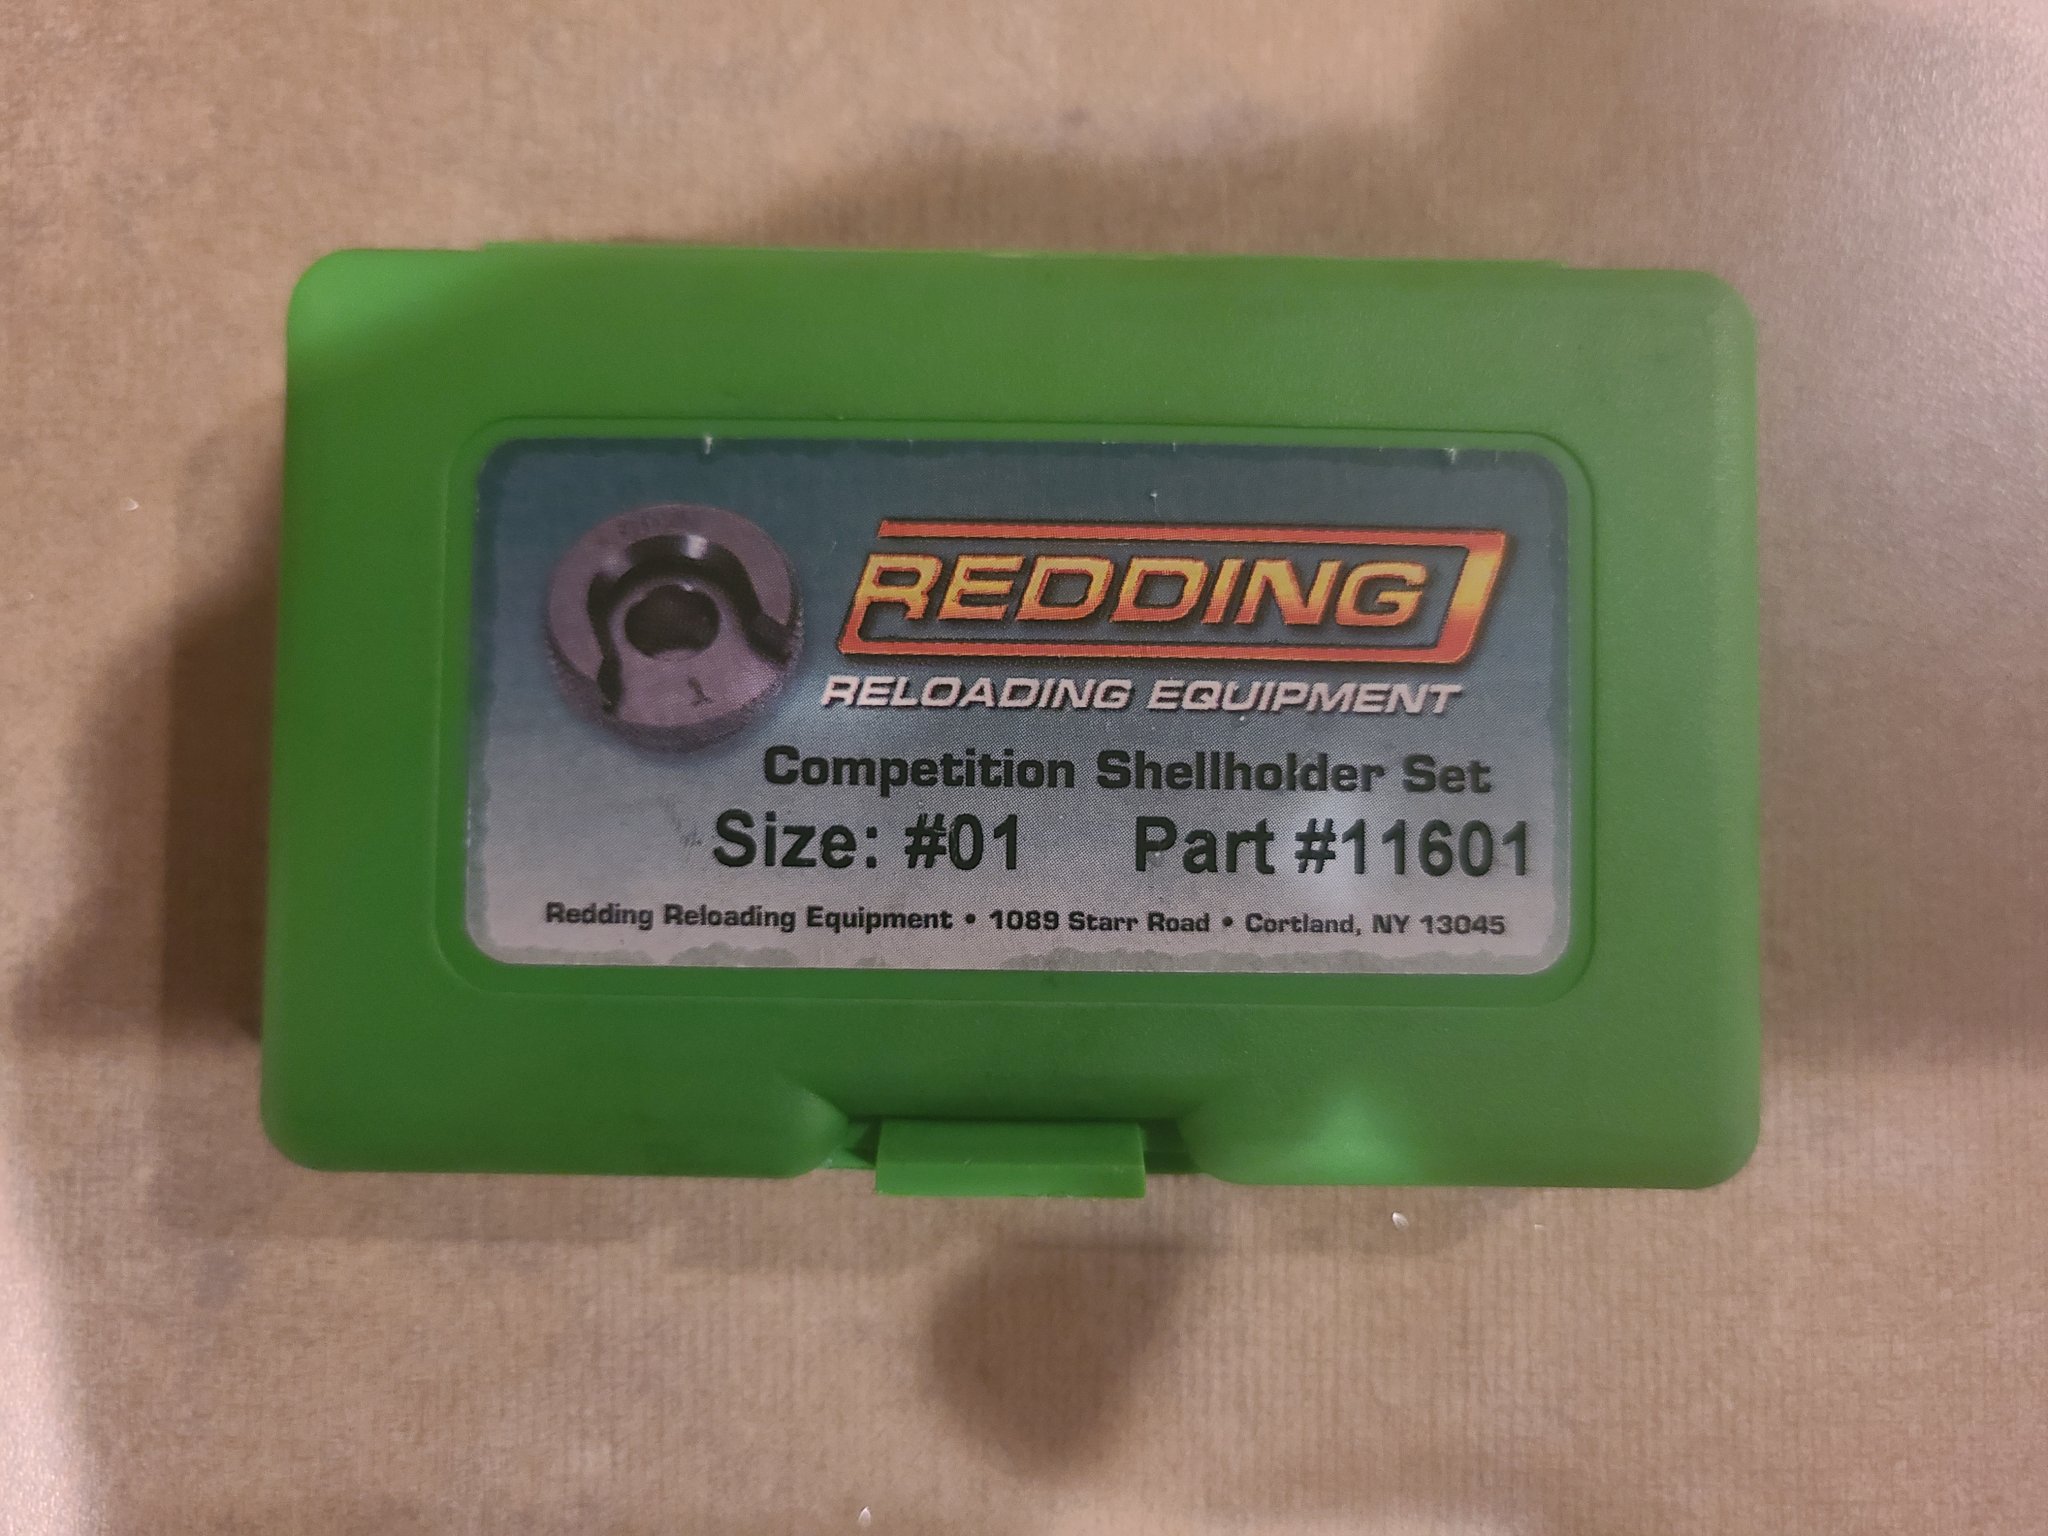 REDDING
RELOADING EQUIPMENT
1
Competition Shellholder Set
Size: #01 Part #11601
Redding Reloading Equipment • 1089 Starr Road • Cortland, NY 13045